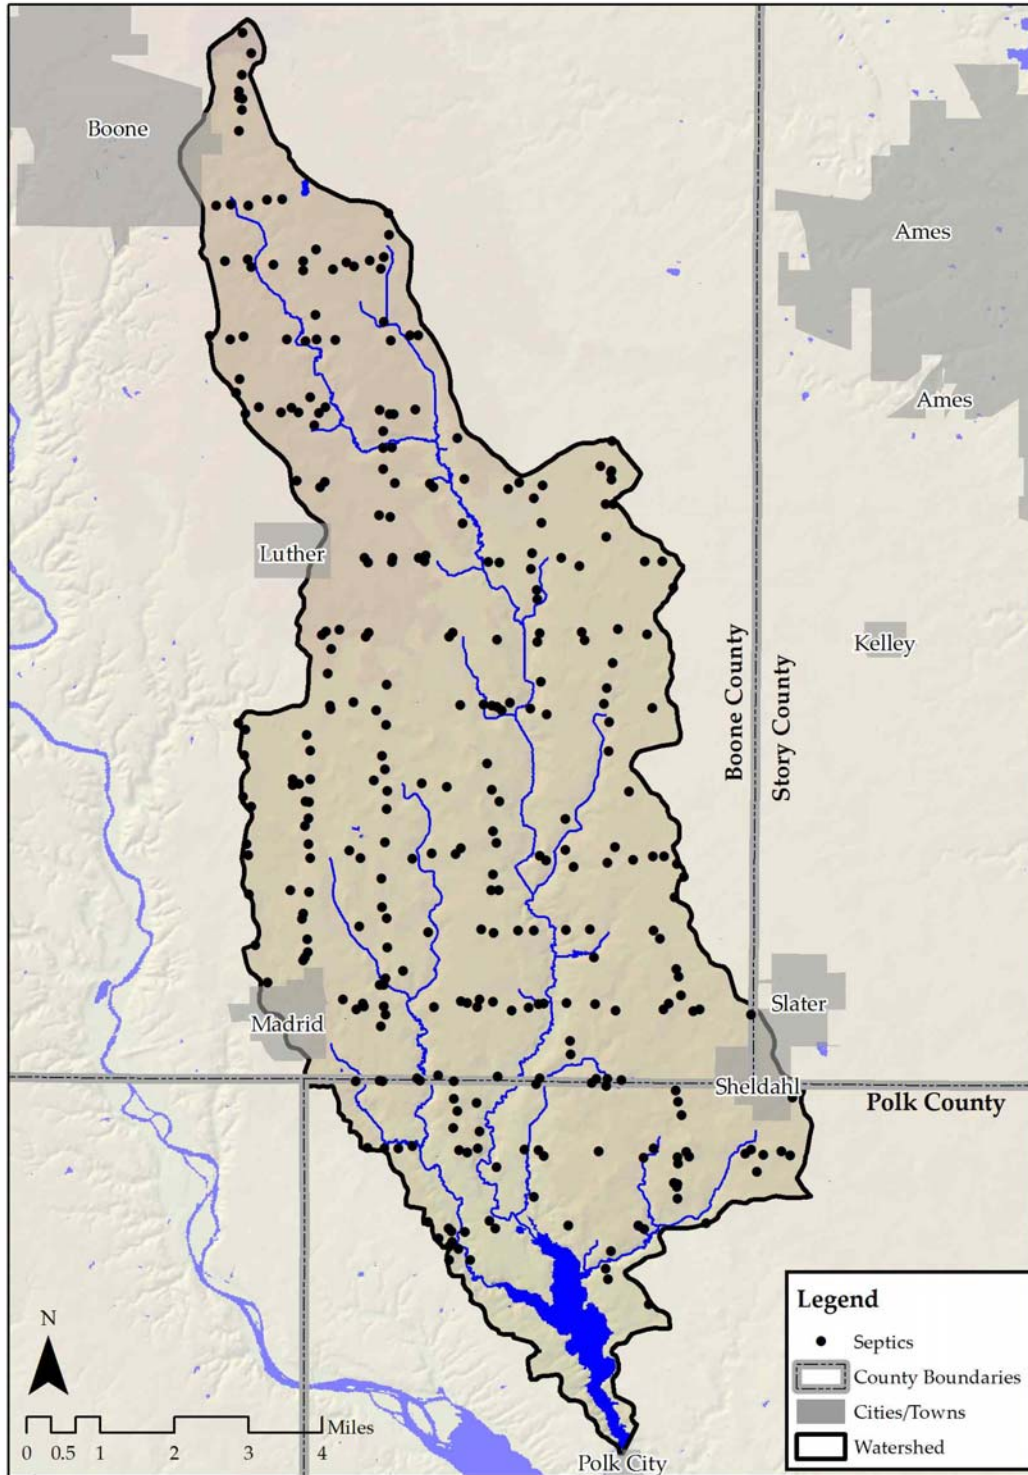 Boone
Ames
Ames
Luther
Kelley
Boone County
Story County
Slater
Madrid
Sheldahl
Polk County
Legend
Septics
County Boundaries
Cities/Towns
Watershed
N
Miles
0 0.5 1 2 3 4
Polk City